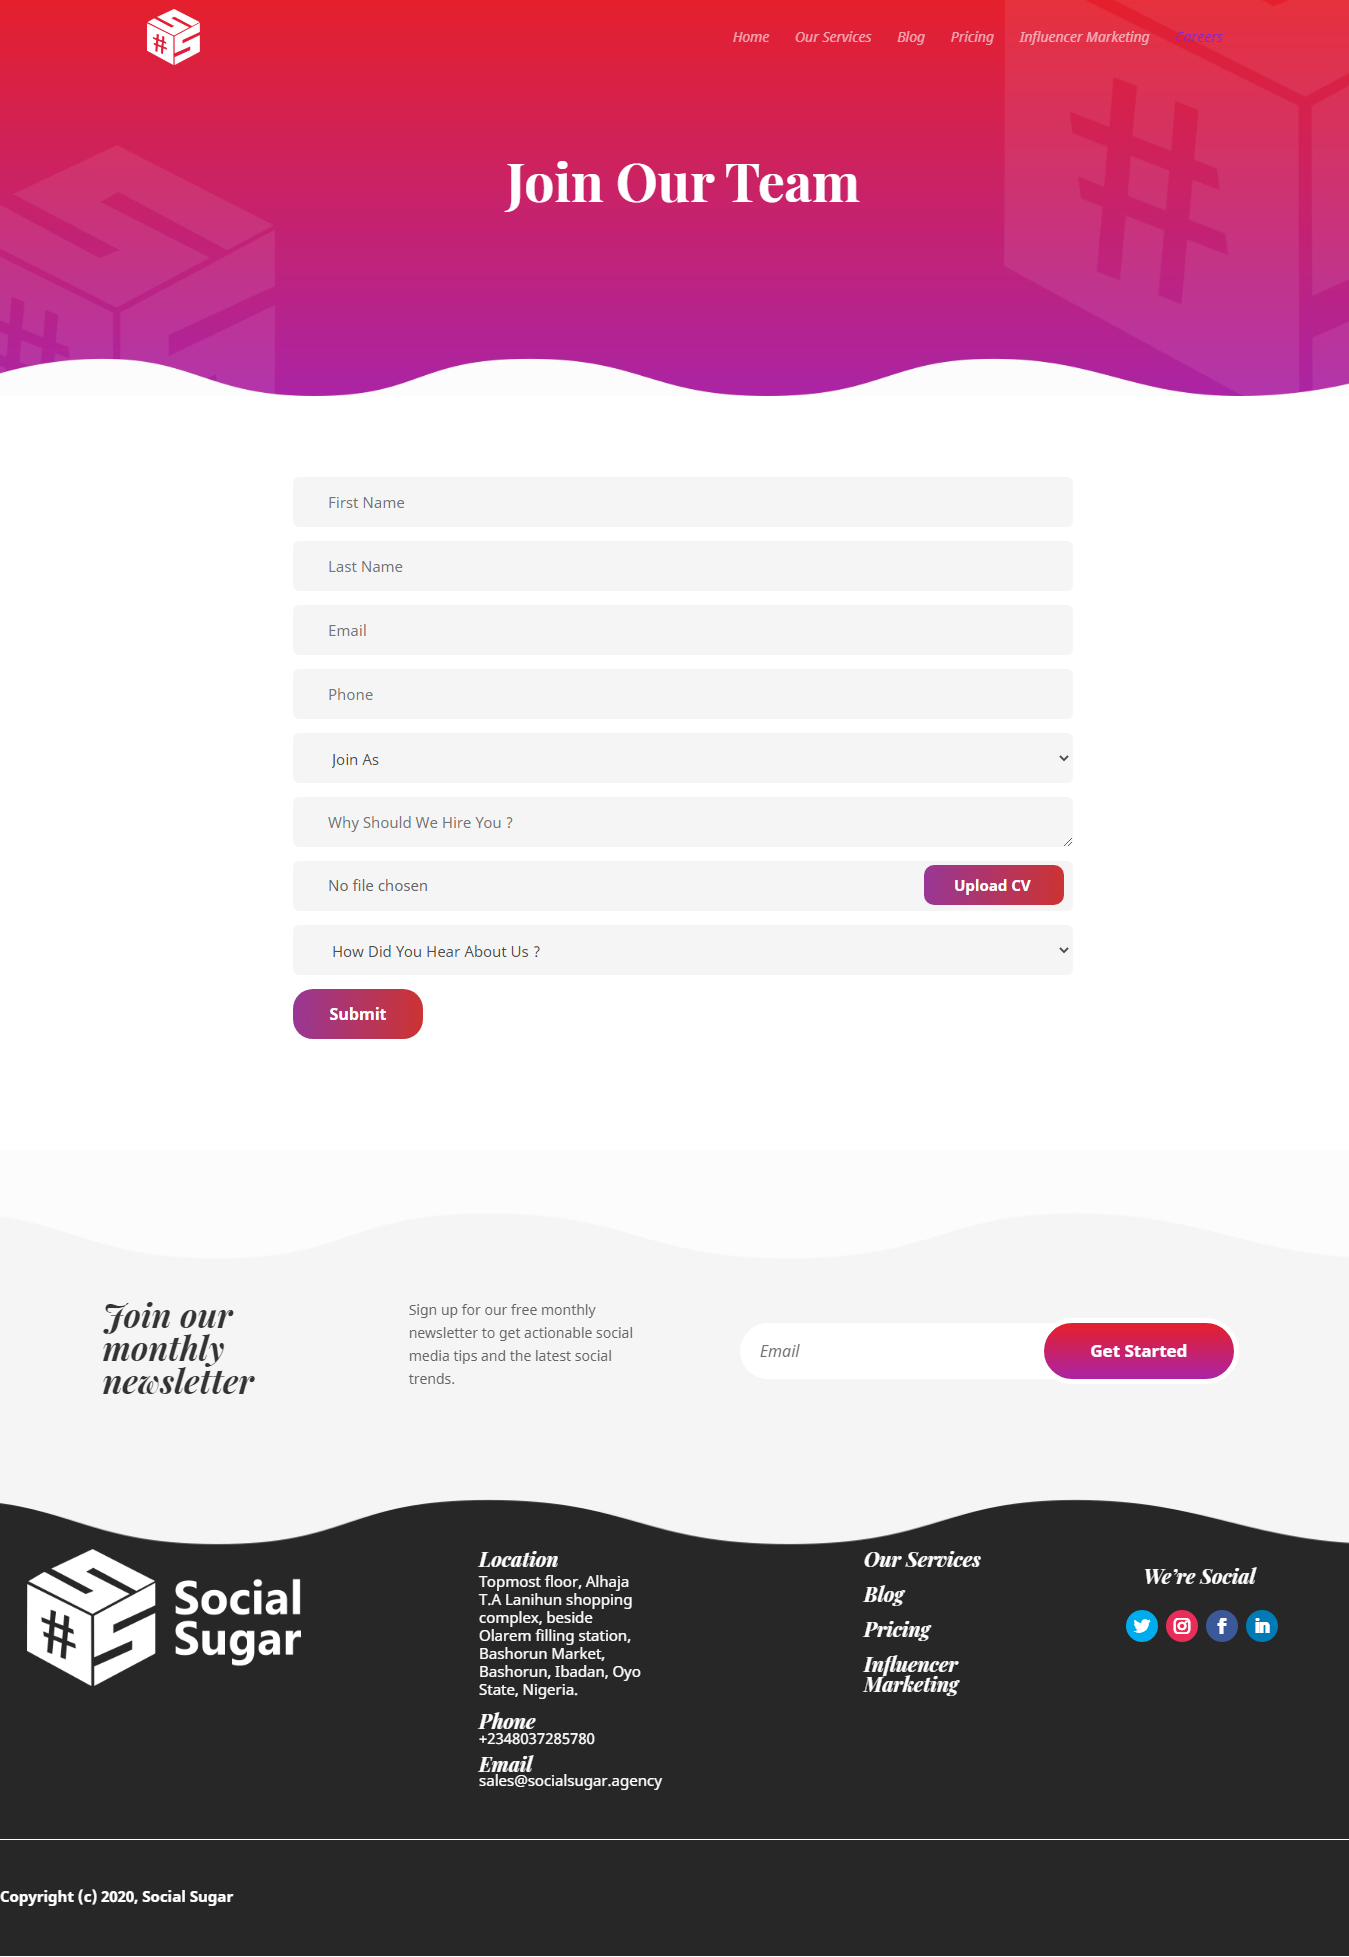 Home Our Services Blog Pricing Influencer Marketing Careers
#
Join Our Team
First Name
Last Name
Email
Phone
Join As
Why Should We Hire You ?
No file chosen Upload CV
How Did You Hear About Us ?
Submit
Join our
monthly
newsletter
Sign up for our free monthly
newsletter to get actionable social
media tips and the latest social
trends.
Email Get Started
# Social
Sugar
Location
Topmost floor, Alhaja
T.A Lanihun shopping
complex, beside
Olarem filling station,
Bashorun Market,
Bashorun, Ibadan, Oyo
State, Nigeria.
Phone
+2348037285780
Email
sales@socialsugar.agency
Our Services
Blog
Pricing
Influencer
Marketing
We're Social
Copyright (c) 2020, Social Sugar